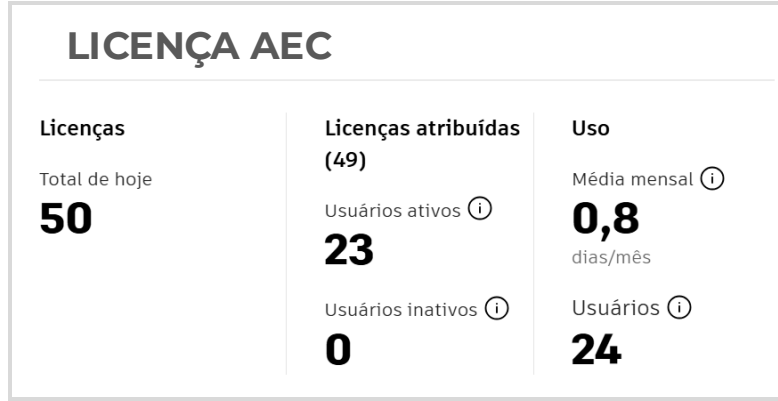 LICENÇA AEC
Licenças
Total de hoje
50
Licenças atribuídas
(49)
Usuários ativos
23
Usuários inativos
0
Uso
Média mensal
0,8
dias/mês
Usuários
24